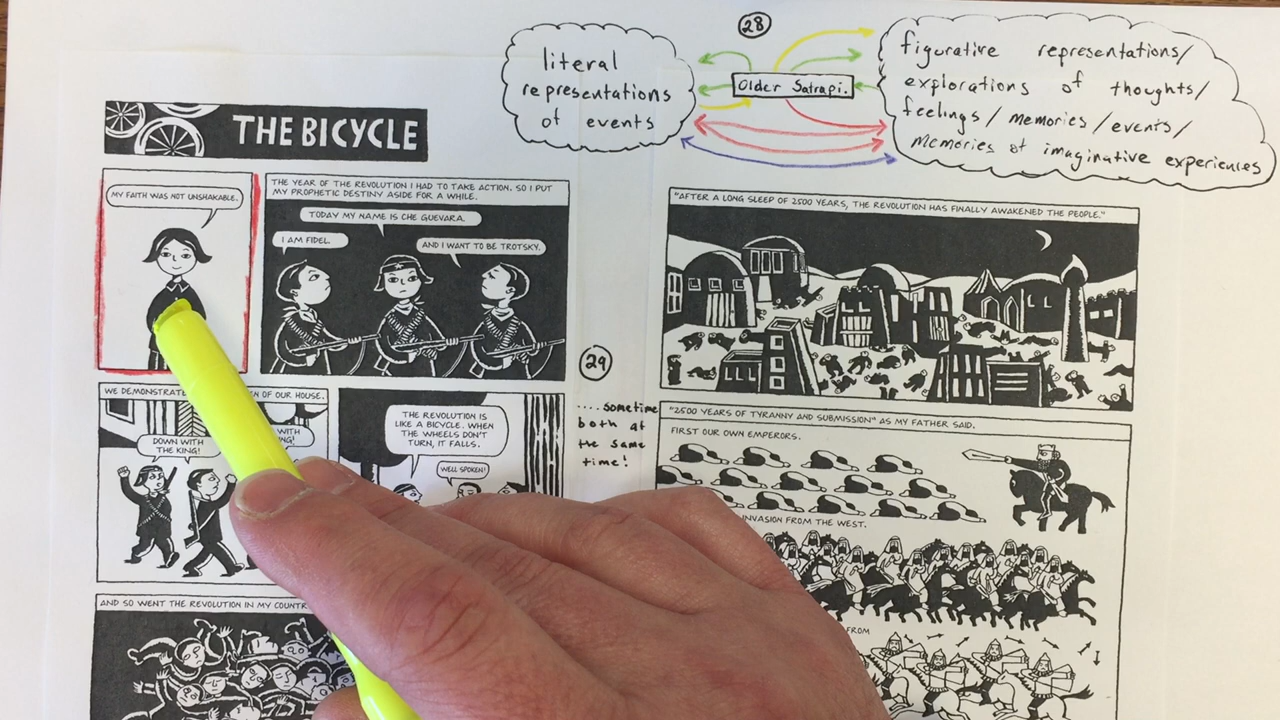 28
literal
representations
of events
Older Satrapi.
figurative representations/
explorations of thoughts/
feelings/memories/events/
memories of imaginative experiences
THE BICYCLE
MY FAITH WAS NOT UNSHAKABLE.
THE YEAR OF THE REVOLUTION I HAD TO TAKE ACTION. SO I PUT
MY PROPHETIC DESTINY ASIDE FOR A WHILE.
TODAY MY NAME IS CHE GUEVARA.
I AM FIDEL.
AND I WANT TO BE TROTSKY.
"AFTER A LONG SLEEP OF 2500 YEARS, THE REVOLUTION HAS FINALLY AWAKENED THE PEOPLE."
29
....sometime
both at
the same
time!
WE DEMONSTRATE
OF OUR HOUSE.
DOWN WITH
THE KING!
WITH
THE REVOLUTION IS
LIKE A BICYCLE. WHEN
THE WHEELS DON'T
TURN, IT FALLS.
WELL SPOKEN!
"2500 YEARS OF TYRANNY AND SUBMISSION" AS MY FATHER SAID.
FIRST OUR OWN EMPERORS.
INVASION FROM THE WEST.
FROM
AND SO WENT THE REVOLUTION IN MY